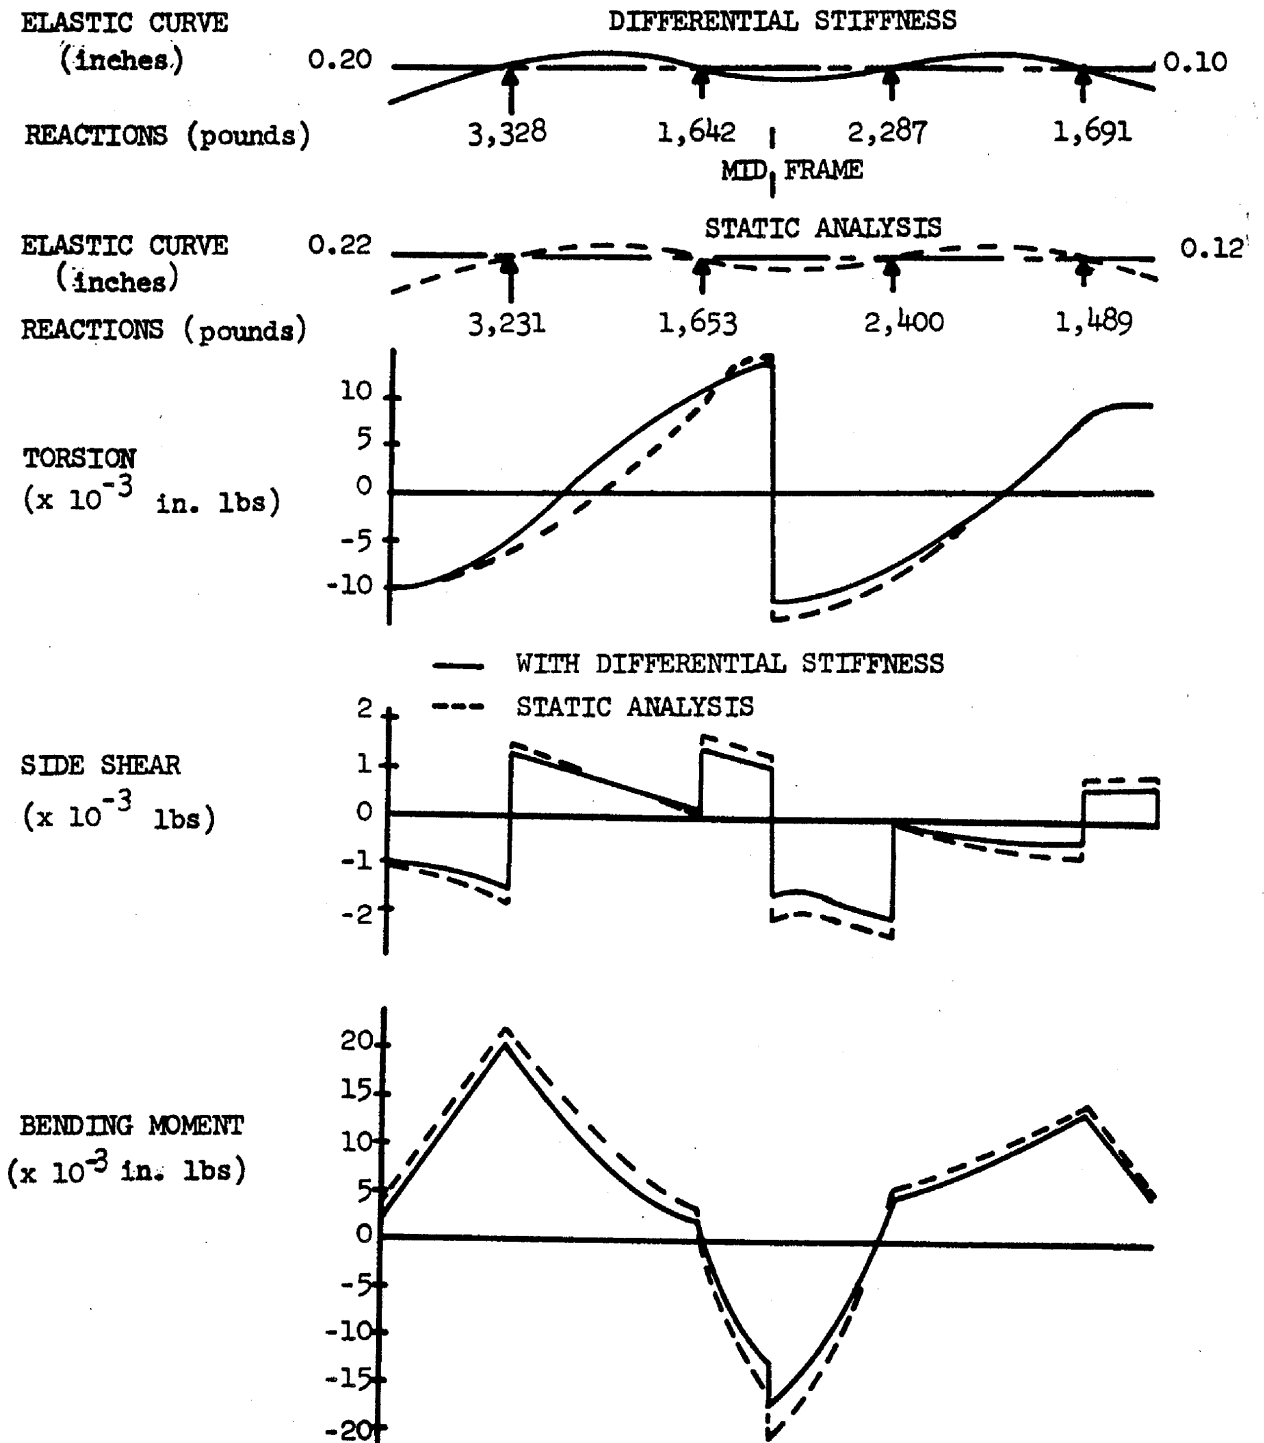 ELASTIC CURVE
(inches)
DIFFERENTIAL STIFFNESS
0.20
0.10
REACTIONS (pounds)
3,328
1,642
2,287
1,691
MID FRAME
STATIC ANALYSIS
ELASTIC CURVE
(inches)
0.22
0.12
REACTIONS (pounds)
3,231
1,653
2,400
1,489
TORSION
(x 10-3 in. lbs)
10
5
0
-5
-10
WITH DIFFERENTIAL STIFFNESS
STATIC ANALYSIS
SIDE SHEAR
(x 10-3 lbs)
2
1
0
-1
-2
BENDING MOMENT
(x 10-3 in. lbs)
20
15
10
5
0
-5
-10
-15
-20